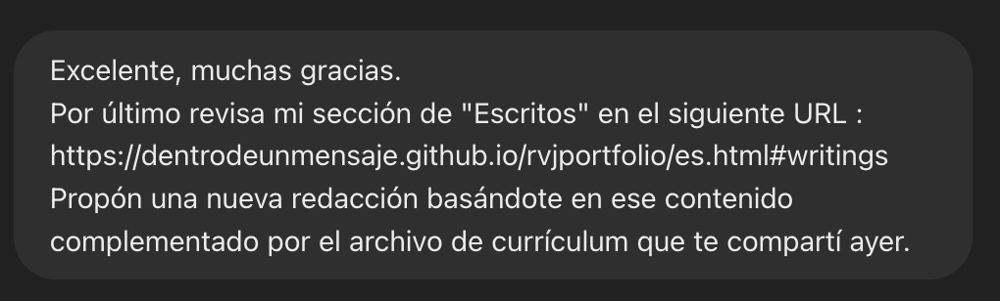 Excelente, muchas gracias.
Por último revisa mi sección de "Escritos" en el siguiente URL :
https://dentrodeunmensaje.github.io/rvjportfolio/es.html#writings
Propón una nueva redacción basándote en ese contenido
complementado por el archivo de currículum que te compartí ayer.